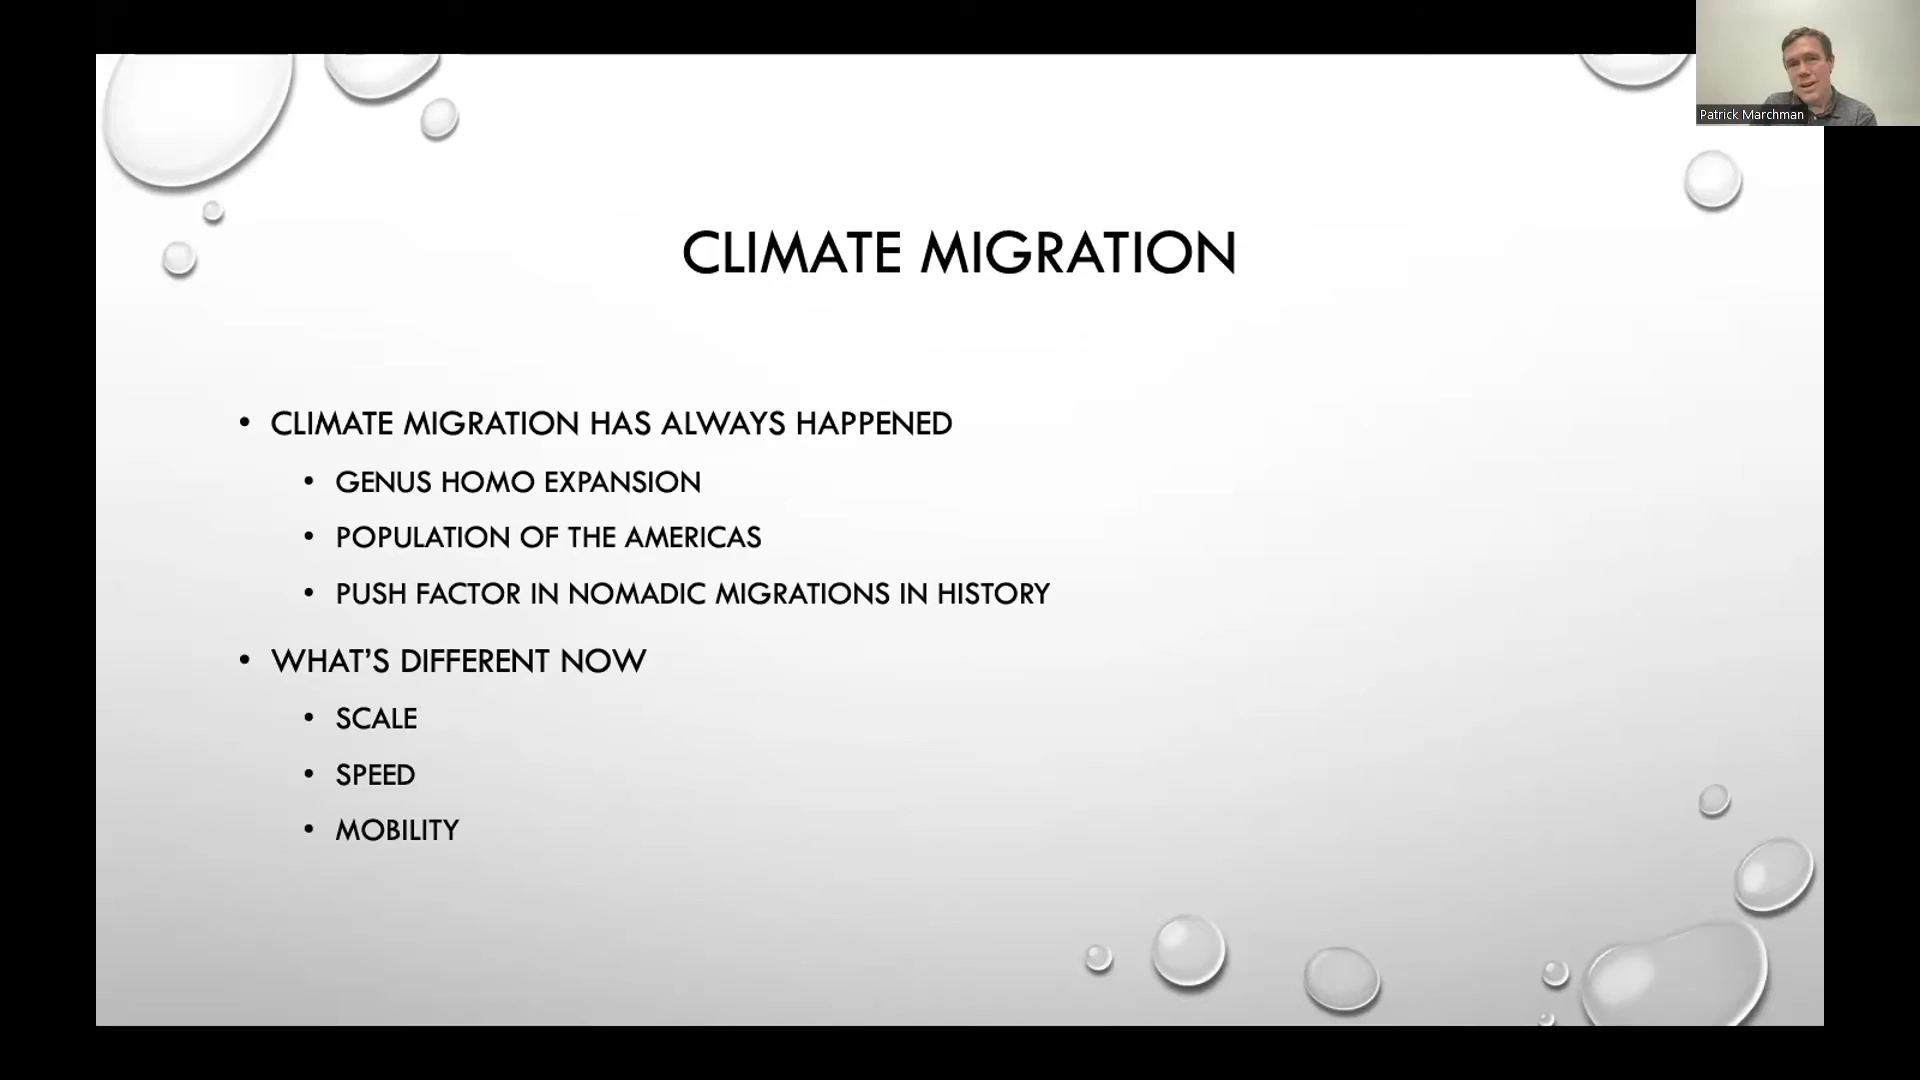 Patrick Marchman
CLIMATE MIGRATION
• CLIMATE MIGRATION HAS ALWAYS HAPPENED
• GENUS HOMO EXPANSION
• POPULATION OF THE AMERICAS
• PUSH FACTOR IN NOMADIC MIGRATIONS IN HISTORY
• WHAT’S DIFFERENT NOW
• SCALE
• SPEED
• MOBILITY